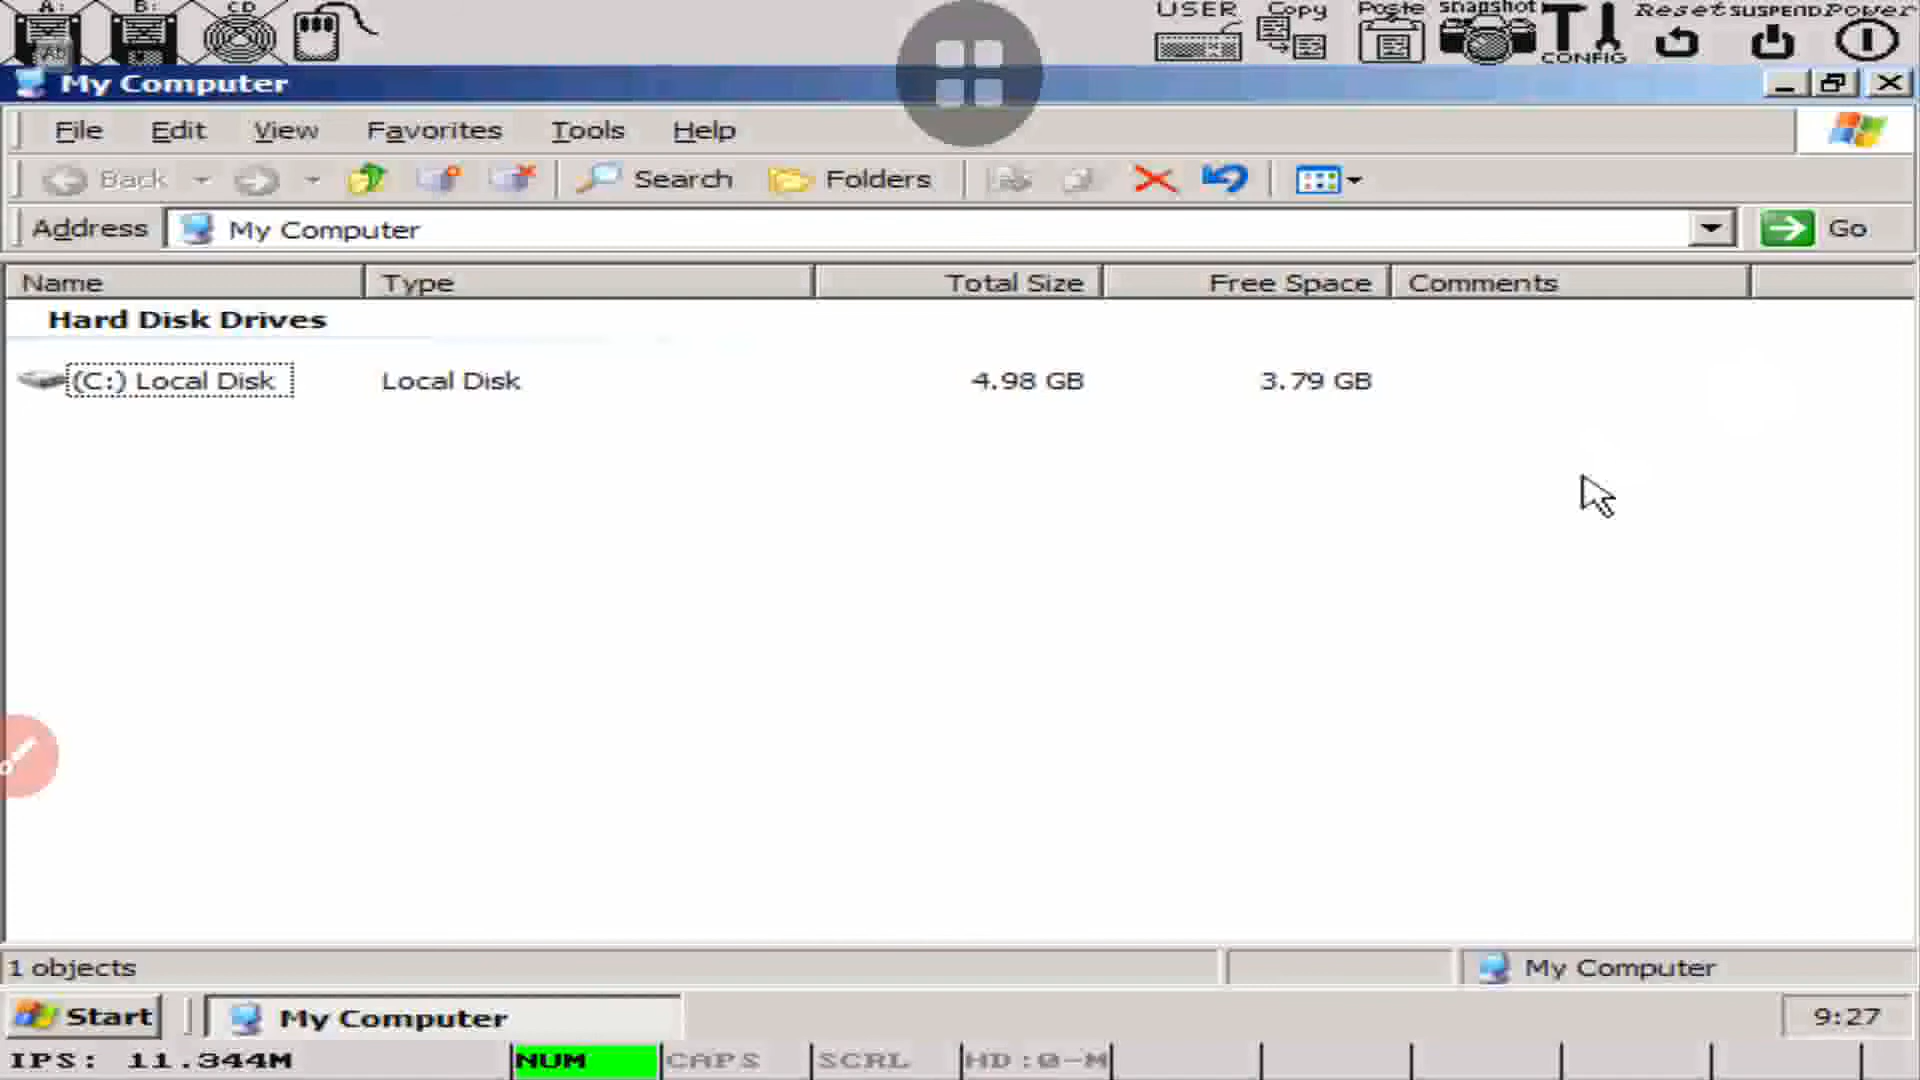 A: B: CD USER Copy Paste snapshot CONFIG Reset SUSPEND Power
My Computer
File Edit View Favorites Tools Help
Back Search Folders
Address My Computer Go
Name Type Total Size Free Space Comments
Hard Disk Drives
(C:) Local Disk Local Disk 4.98 GB 3.79 GB
1 objects My Computer
Start My Computer 9:27
IPS: 11.344M NUM CAPS SCRL HD:0-M